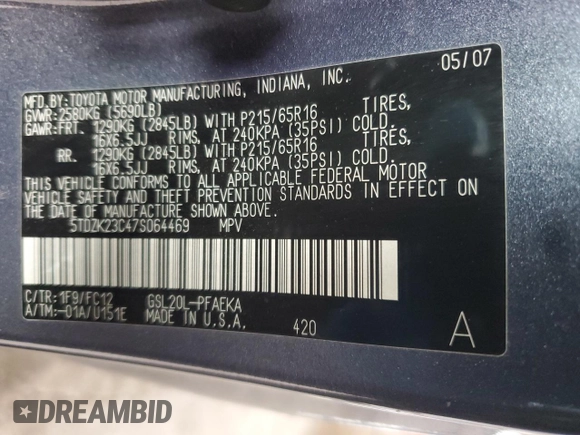 05/07
MFD.BY:TOYOTA MOTOR MANUFACTURING, INDIANA, INC.
GVWR:2580KG (5690LB)
GAWR:FRT. 1290KG (2845LB) WITH P215/65R16 TIRES,
16X6.5JJ RIMS, AT 240KPA (35PSI) COLD.
RR. 1290KG (2845LB) WITH P215/65R16 TIRES,
16X6.5JJ RIMS, AT 240KPA (35PSI) COLD.
THIS VEHICLE CONFORMS TO ALL APPLICABLE FEDERAL MOTOR
VEHICLE SAFETY AND THEFT PREVENTION STANDARDS IN EFFECT ON
THE DATE OF MANUFACTURE SHOWN ABOVE.
5TDZK23C47S064469 MPV
C/TR:1F9/FC12 GSL20L-PFAEKA
A/TM:-01A/U151E MADE IN U.S.A. 420 A
DREAMBID